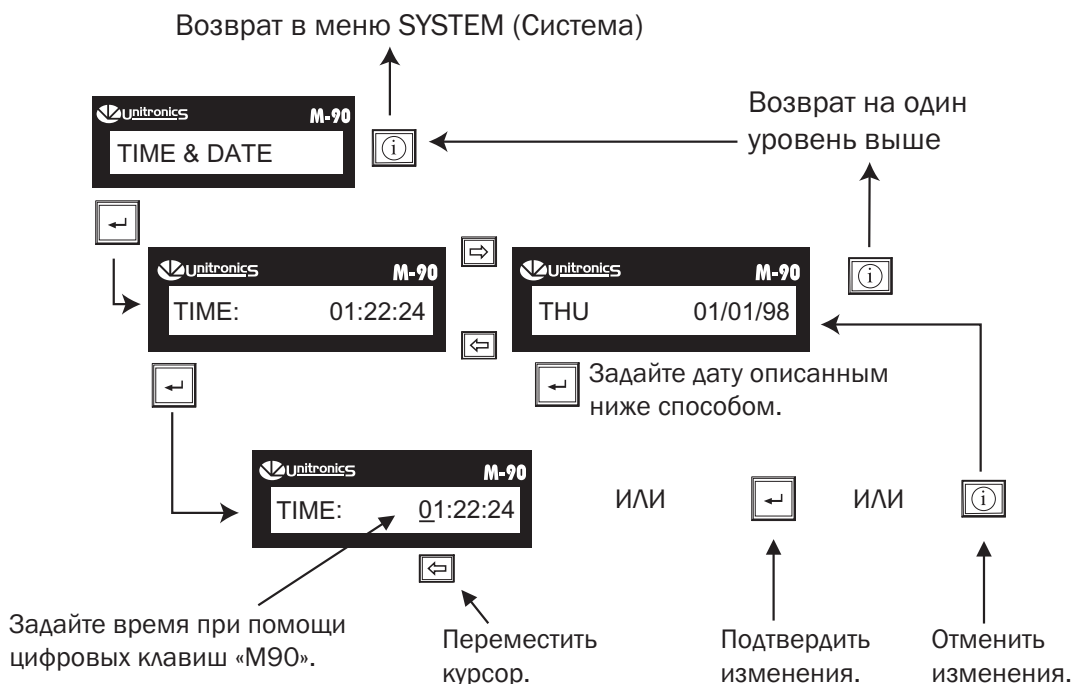 Возврат в меню SYSTEM (Система)
Unitronics M-90
TIME & DATE
i
Возврат на один
уровень выше
Unitronics M-90
TIME: 01:22:24
Unitronics M-90
THU 01/01/98
i
Задайте дату описанным
ниже способом.
Unitronics M-90
TIME: 01:22:24
ИЛИ
ИЛИ
i
Задайте время при помощи
цифровых клавиш «М90».
Переместить
курсор.
Подтвердить
изменения.
Отменить
изменения.